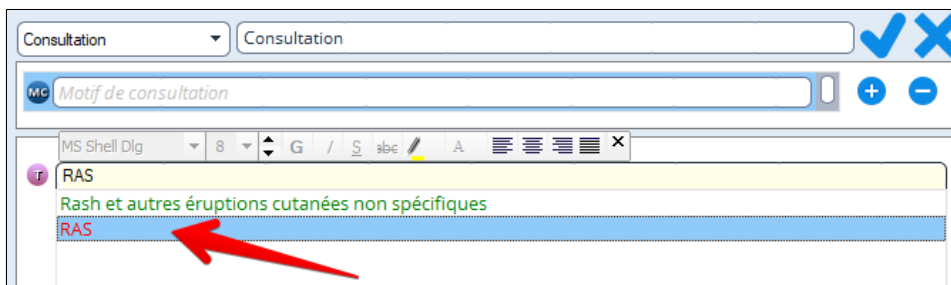 Consultation Consultation
MC Motif de consultation
MS Shell Dlg 8 G I S abc A
T RAS
Rash et autres éruptions cutanées non spécifiques
RAS